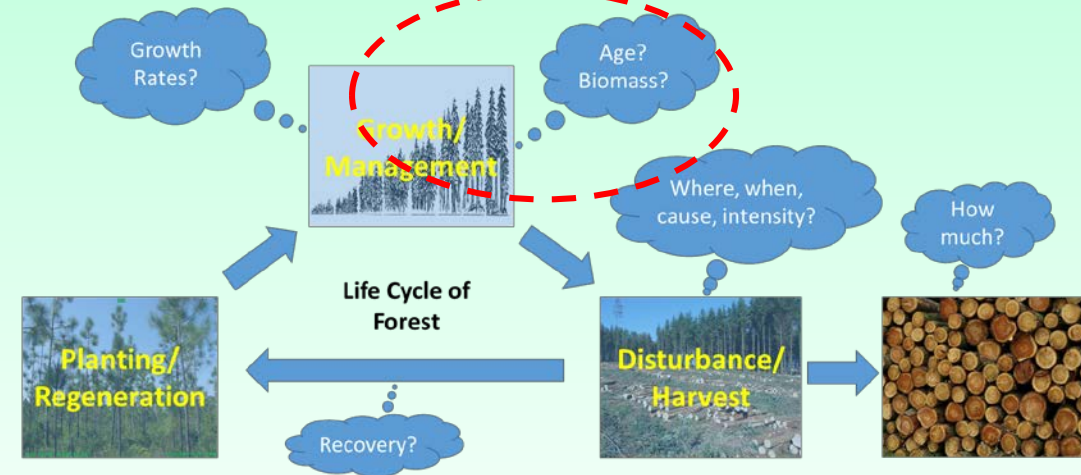 Growth
Rates?
Age?
Biomass?
Growth/
Management
Where, when,
cause, intensity?
How
much?
Life Cycle of
Forest
Planting/
Regeneration
Disturbance/
Harvest
Recovery?